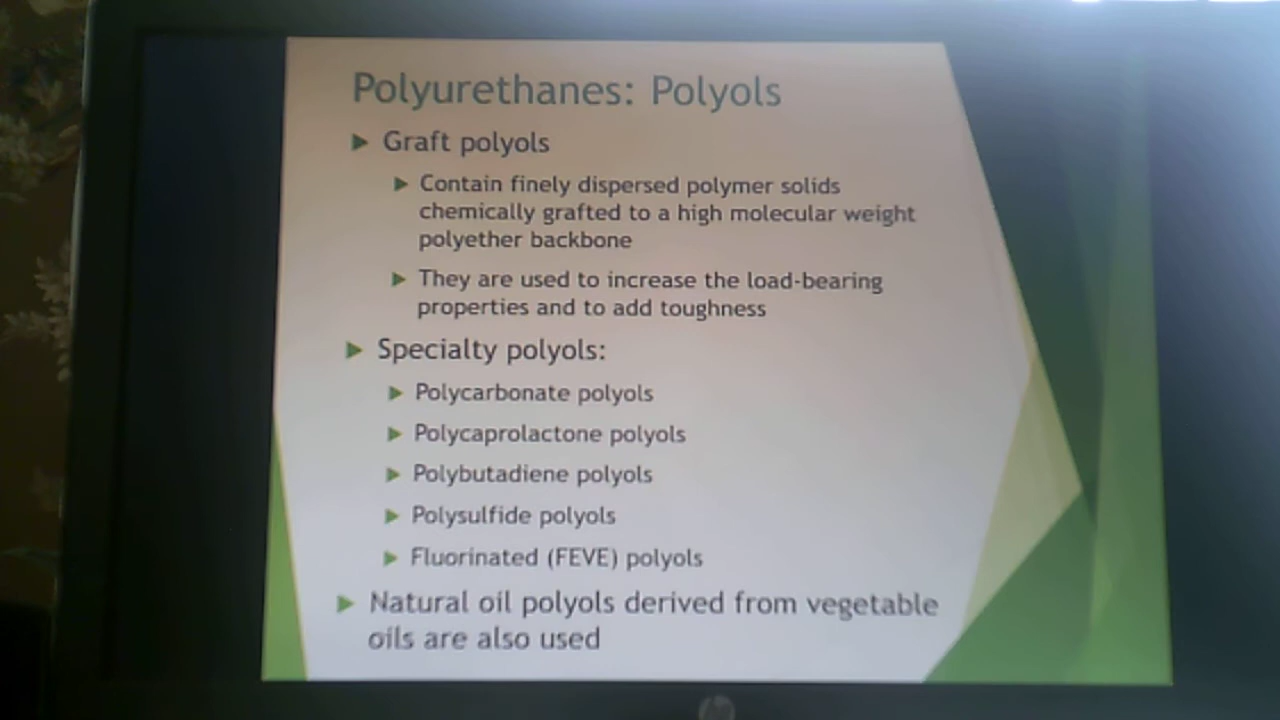 Polyurethanes: Polyols
Graft polyols
Contain finely dispersed polymer solids
chemically grafted to a high molecular weight
polyether backbone
They are used to increase the load-bearing
properties and to add toughness
Specialty polyols:
Polycarbonate polyols
Polycaprolactone polyols
Polybutadiene polyols
Polysulfide polyols
Fluorinated (FEVE) polyols
Natural oil polyols derived from vegetable
oils are also used